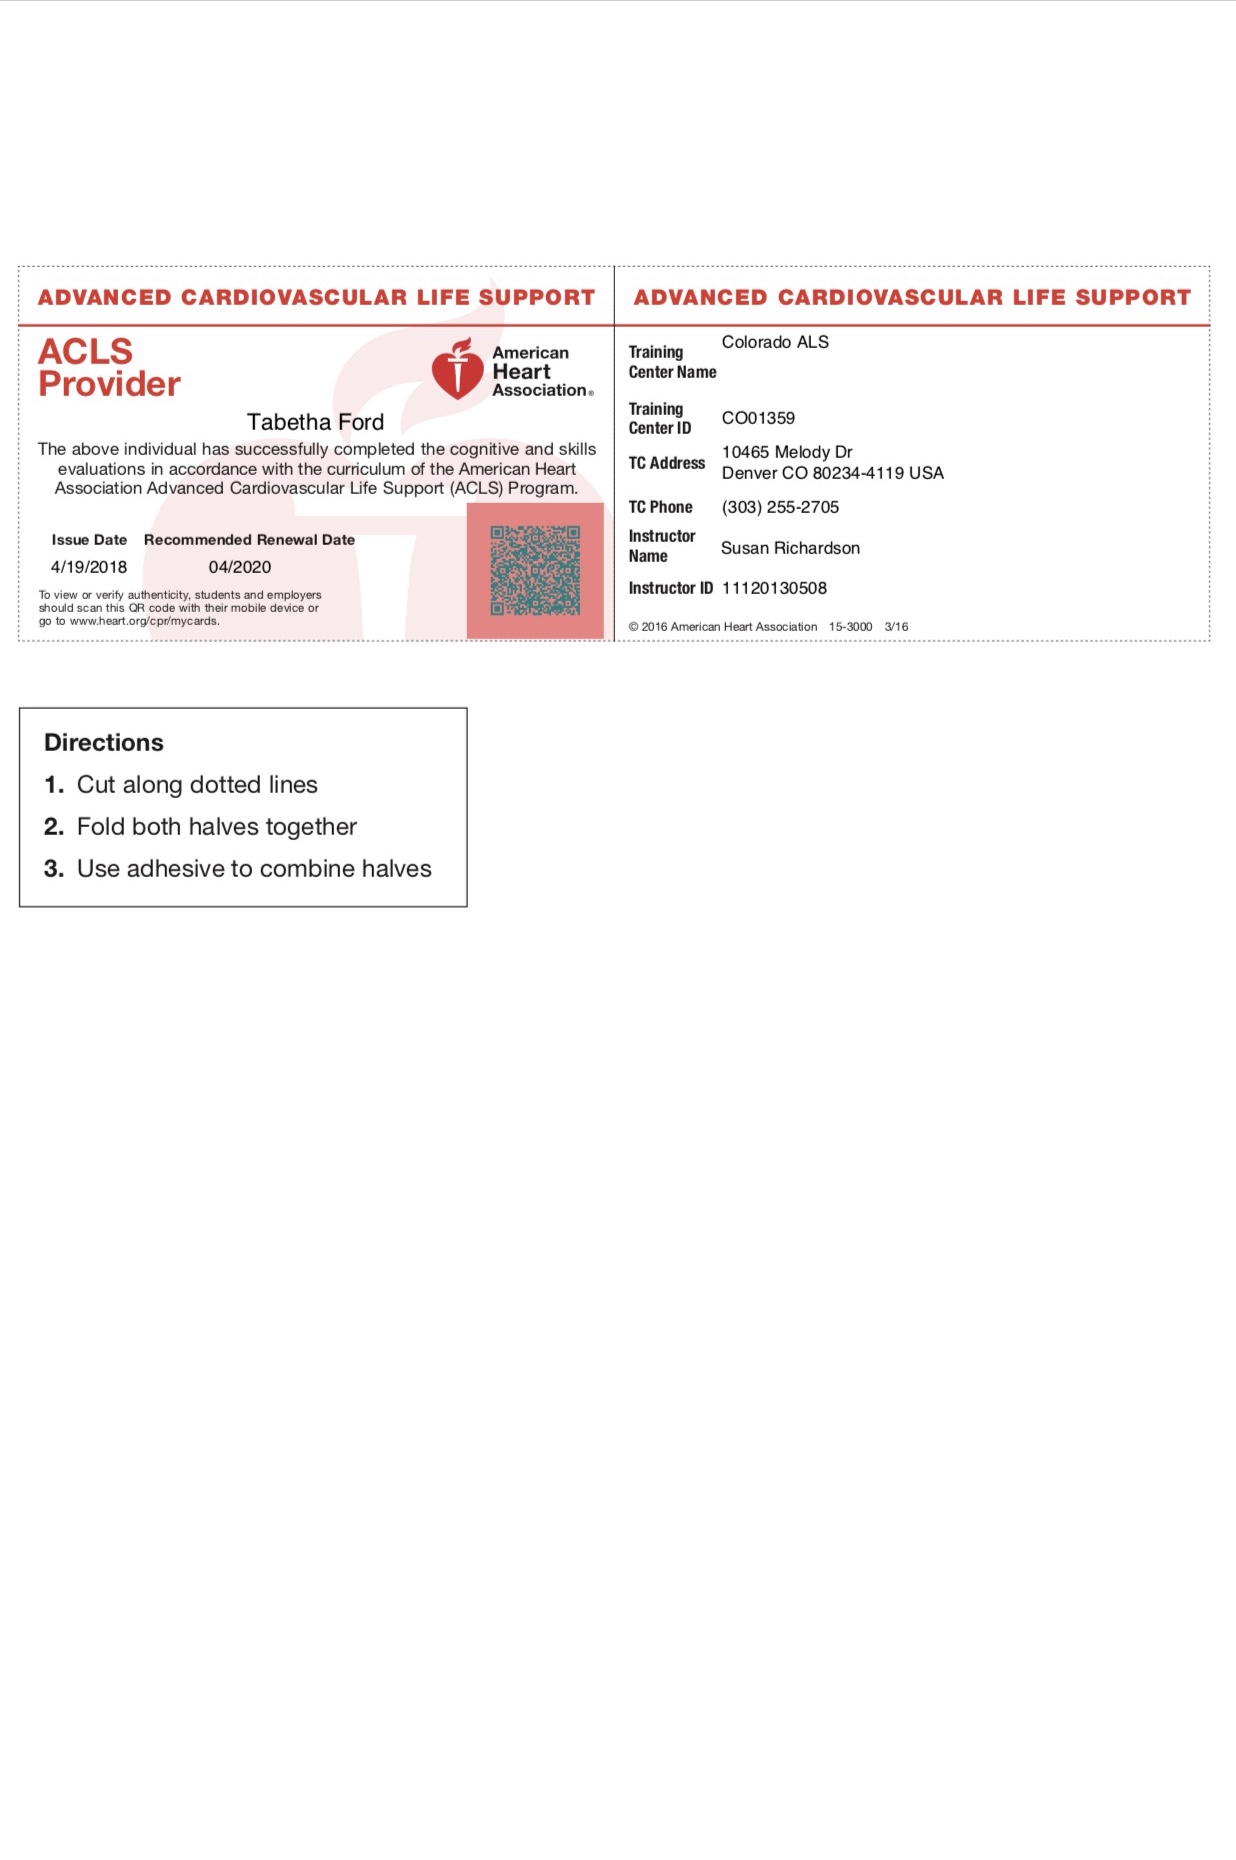 ADVANCED CARDIOVASCULAR LIFE SUPPORT
ACLS
Provider
American
Heart
Association®
Tabetha Ford
The above individual has successfully completed the cognitive and skills
evaluations in accordance with the curriculum of the American Heart
Association Advanced Cardiovascular Life Support (ACLS) Program.
Issue Date Recommended Renewal Date
4/19/2018 04/2020
To view or verify authenticity, students and employers
should scan this QR code with their mobile device or
go to www.heart.org/cpr/mycards.
ADVANCED CARDIOVASCULAR LIFE SUPPORT
Training
Center Name
Colorado ALS
Training
Center ID
CO01359
TC Address
10465 Melody Dr
Denver CO 80234-4119 USA
TC Phone (303) 255-2705
Instructor
Name
Susan Richardson
Instructor ID 11120130508
© 2016 American Heart Association 15-3000 3/16
Directions
1. Cut along dotted lines
2. Fold both halves together
3. Use adhesive to combine halves